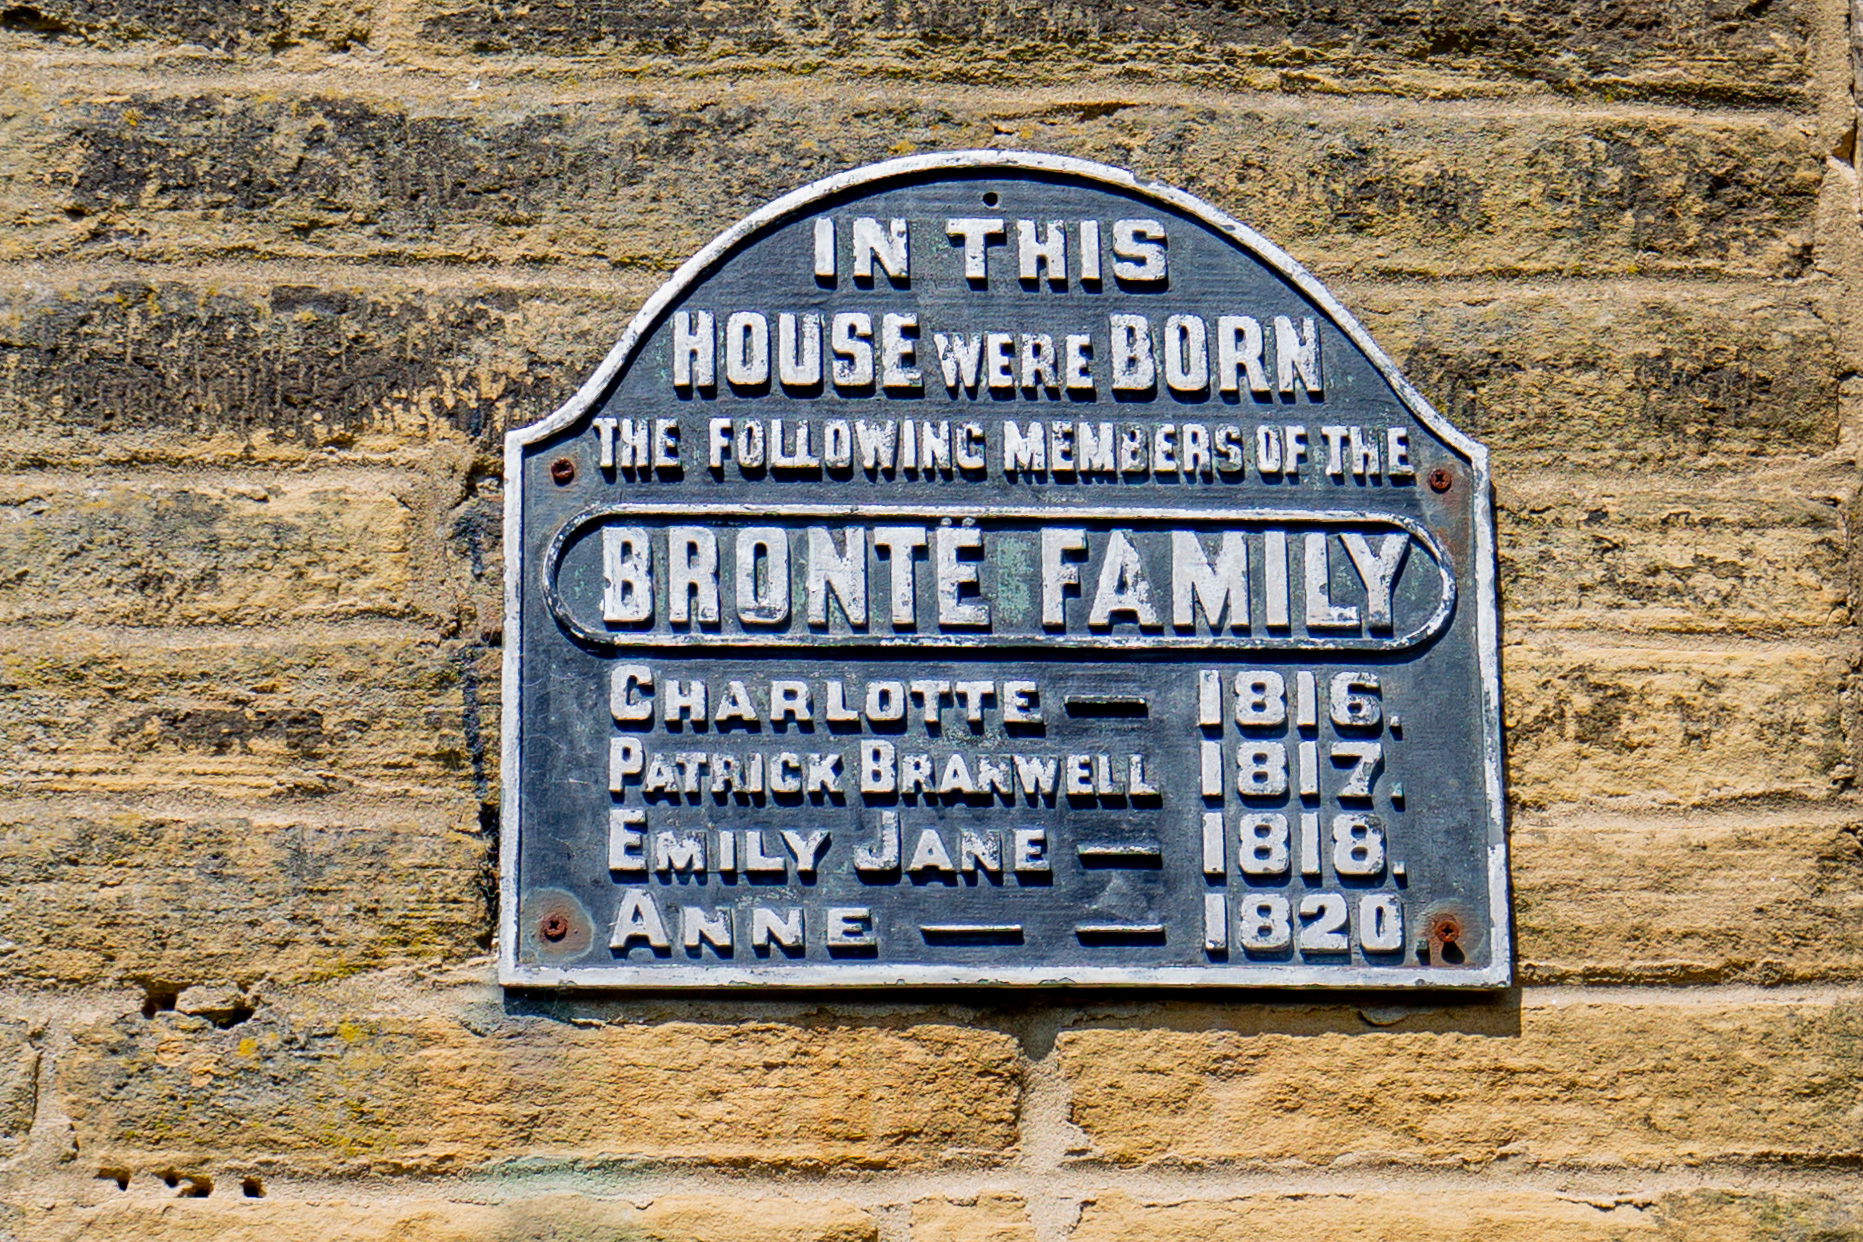 IN THIS
HOUSE WERE BORN
THE FOLLOWING MEMBERS OF THE
BRONTË FAMILY
CHARLOTTE — 1816.
PATRICK BRANWELL 1817.
EMILY JANE — 1818.
ANNE — — 1820.